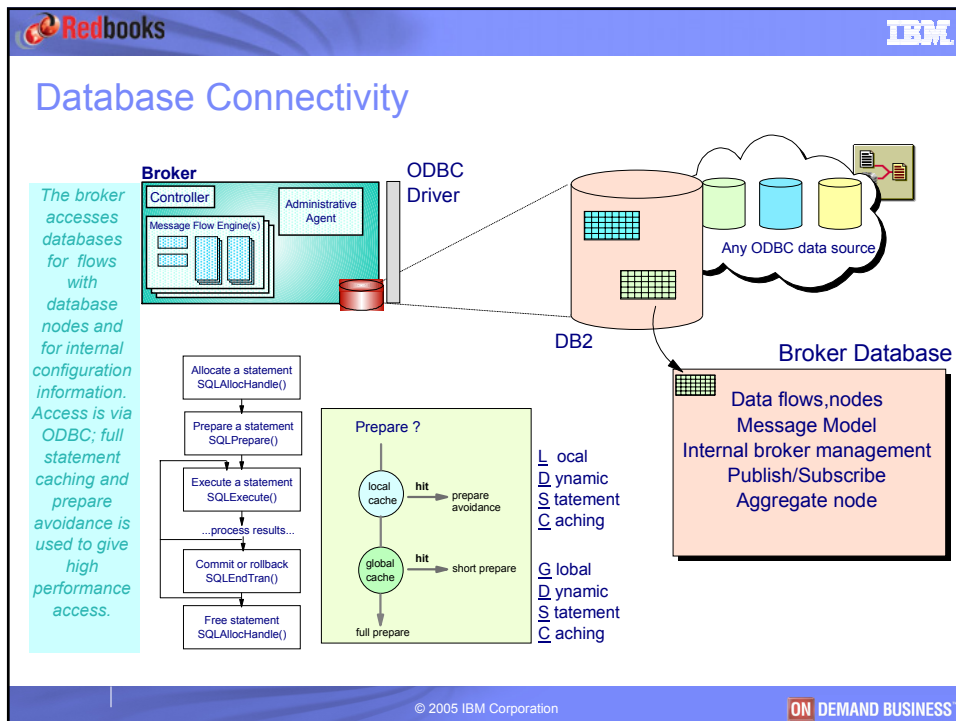 Redbooks
IBM
Database Connectivity
Broker
Controller
Message Flow Engine(s)
Administrative
Agent
ODBC
Driver
Any ODBC data source
DB2
The broker
accesses
databases
for flows
with
database
nodes and
for internal
configuration
information.
Access is via
ODBC; full
statement
caching and
prepare
avoidance is
used to give
high
performance
access.
Allocate a statement
SQLAllocHandle()
Prepare a statement
SQLPrepare()
Execute a statement
SQLExecute()
...process results...
Commit or rollback
SQLEndTran()
Free statement
SQLAllocHandle()
Prepare ?
local
cache
hit
prepare
avoidance
global
cache
hit
short prepare
full prepare
L ocal
D ynamic
S tatement
C aching
G lobal
D ynamic
S tatement
C aching
Broker Database
Data flows,nodes
Message Model
Internal broker management
Publish/Subscribe
Aggregate node
© 2005 IBM Corporation
ON DEMAND BUSINESS™